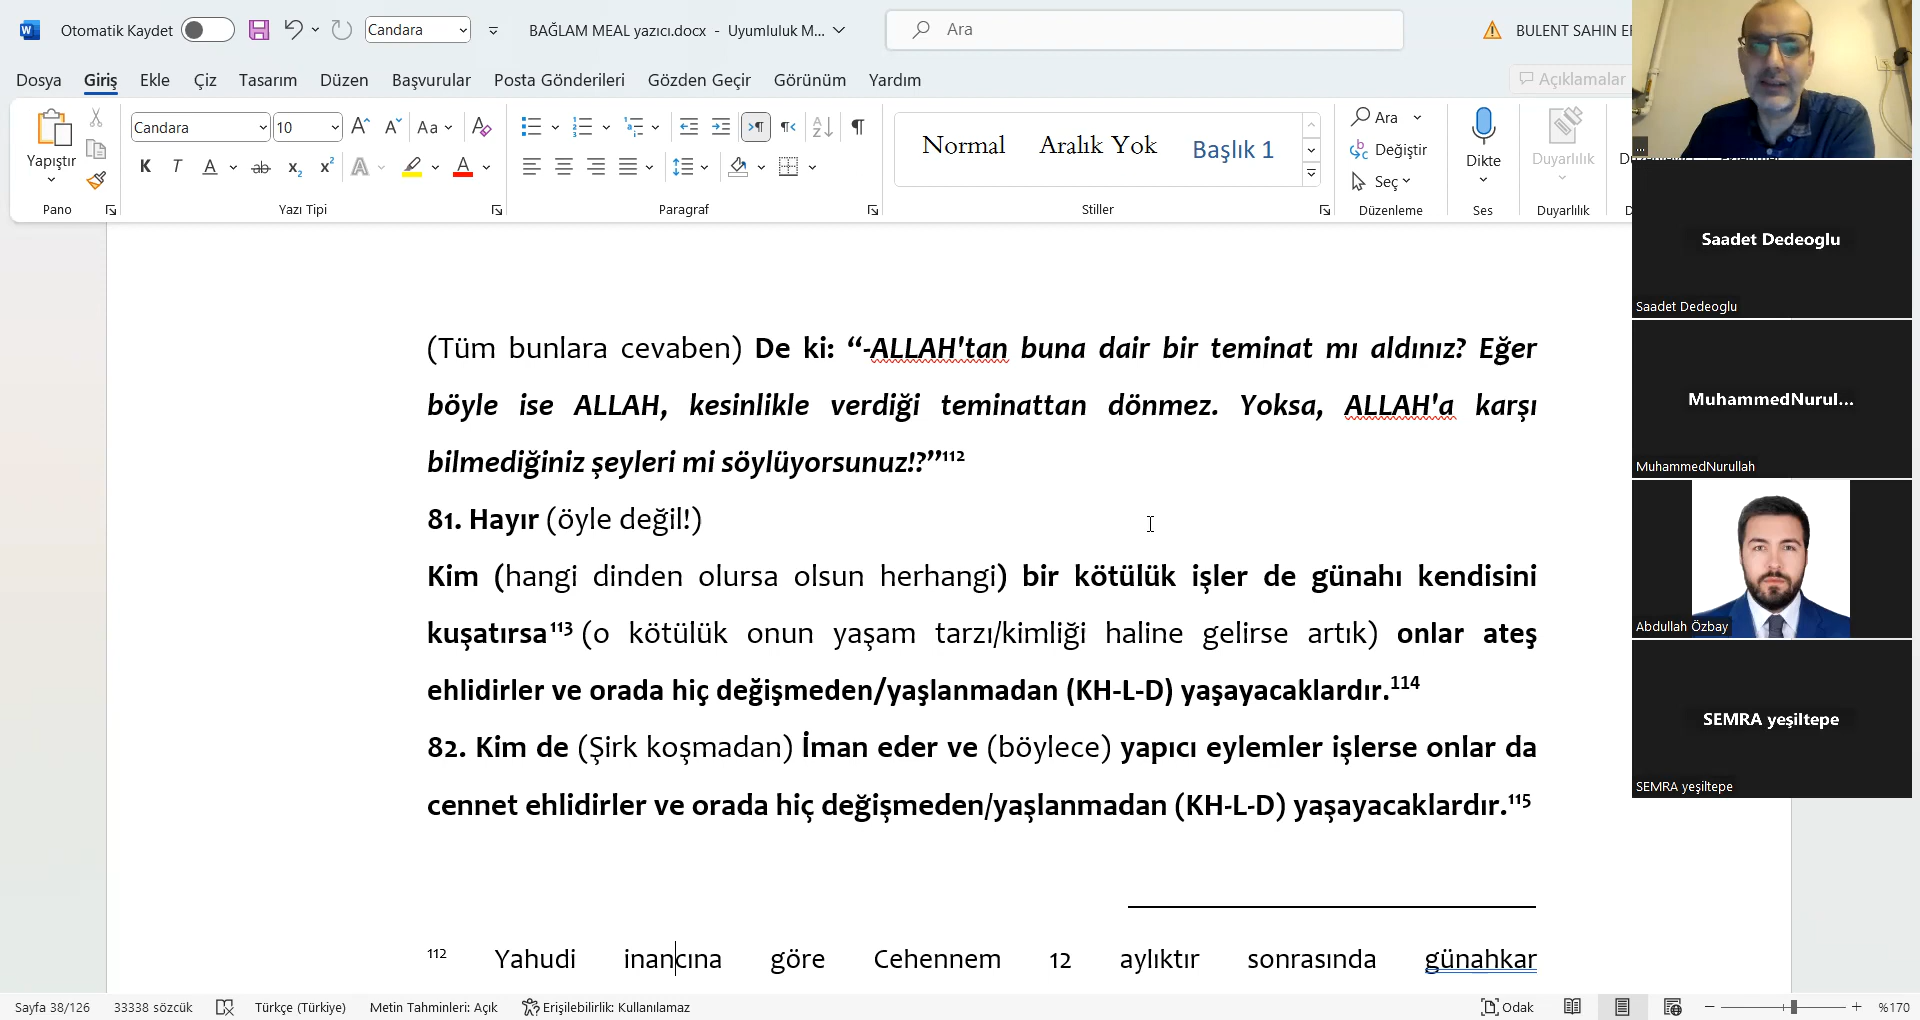 Otomatik Kaydet
Candara
BAĞLAM MEAL yazıcı.docx - Uyumluluk M...
Ara
BULENT SAHIN
Dosya Giriş Ekle Çiz Tasarım Düzen Başvurular Posta Gönderileri Gözden Geçir Görünüm Yardım
Açıklamalar
Yapıştır
Candara 10
Normal Aralık Yok Başlık 1
Ara
Değiştir
Seç
Dikte
Duyarlılık
Pano Yazı Tipi Paragraf Stiller Düzenleme Ses Duyarlılık
(Tüm bunlara cevaben) De ki: “-ALLAH'tan buna dair bir teminat mı aldınız? Eğer
böyle ise ALLAH, kesinlikle verdiği teminattan dönmez. Yoksa, ALLAH'a karşı
bilmediğiniz şeyleri mi söylüyorsunuz!?”112
81. Hayır (öyle değil!)
Kim (hangi dinden olursa olsun herhangi) bir kötülük işler de günahı kendisini
kuşatırsa113 (o kötülük onun yaşam tarzı/kimliği haline gelirse artık) onlar ateş
ehlidirler ve orada hiç değişmeden/yaşlanmadan (KH-L-D) yaşayacaklardır.114
82. Kim de (Şirk koşmadan) İman eder ve (böylece) yapıcı eylemler işlerse onlar da
cennet ehlidirler ve orada hiç değişmeden/yaşlanmadan (KH-L-D) yaşayacaklardır.115
112 Yahudi inancına göre Cehennem 12 aylıktır sonrasında günahkar
Sayfa 38/126 33338 sözcük Türkçe (Türkiye) Metin Tahminleri: Açık Erişilebilirlik: Kullanılamaz
Odak
%170
Saadet Dedeoglu
Saadet Dedeoglu
MuhammedNurul...
MuhammedNurullah
Abdullah Özbay
SEMRA yeşiltepe
SEMRA yeşiltepe